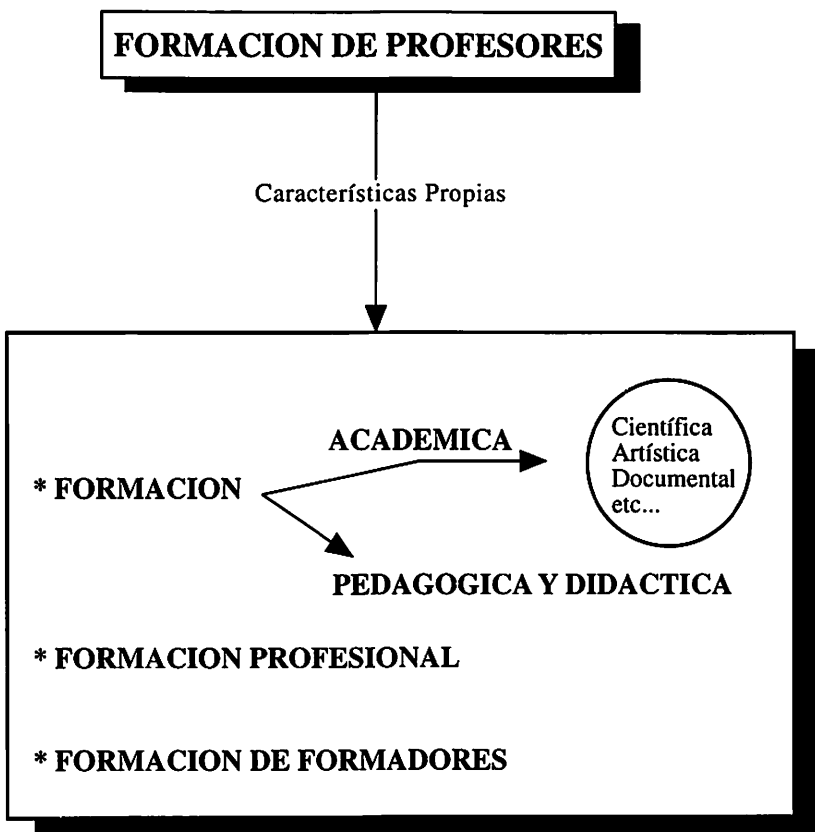 FORMACION DE PROFESORES
Características Propias
ACADEMICA
Científica
Artística
Documental
etc...
* FORMACION
PEDAGOGICA Y DIDACTICA
* FORMACION PROFESIONAL
* FORMACION DE FORMADORES